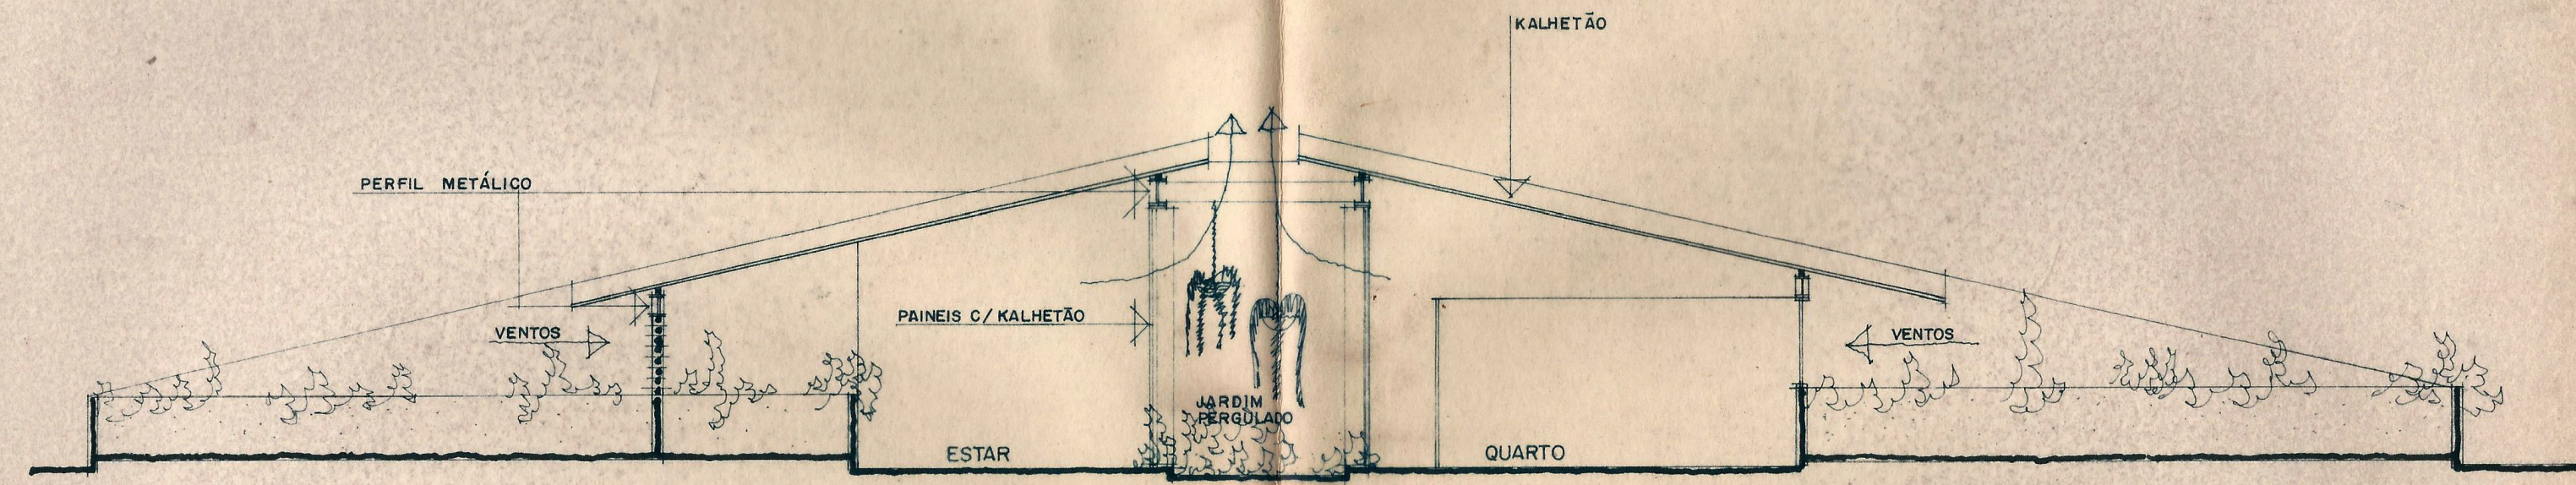 KALHETÃO
PERFIL METÁLICO
VENTOS
PAINEIS C/ KALHETÃO
VENTOS
JARDIM
PERGULADO
ESTAR
QUARTO